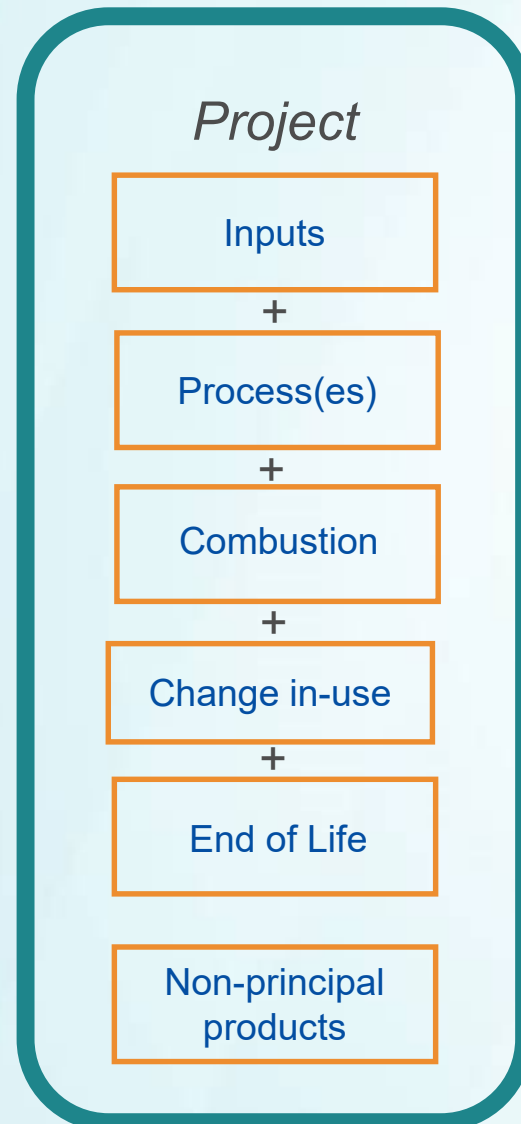 Project
Inputs
+
Process(es)
+
Combustion
+
Change in-use
+
End of Life
Non-principal
products